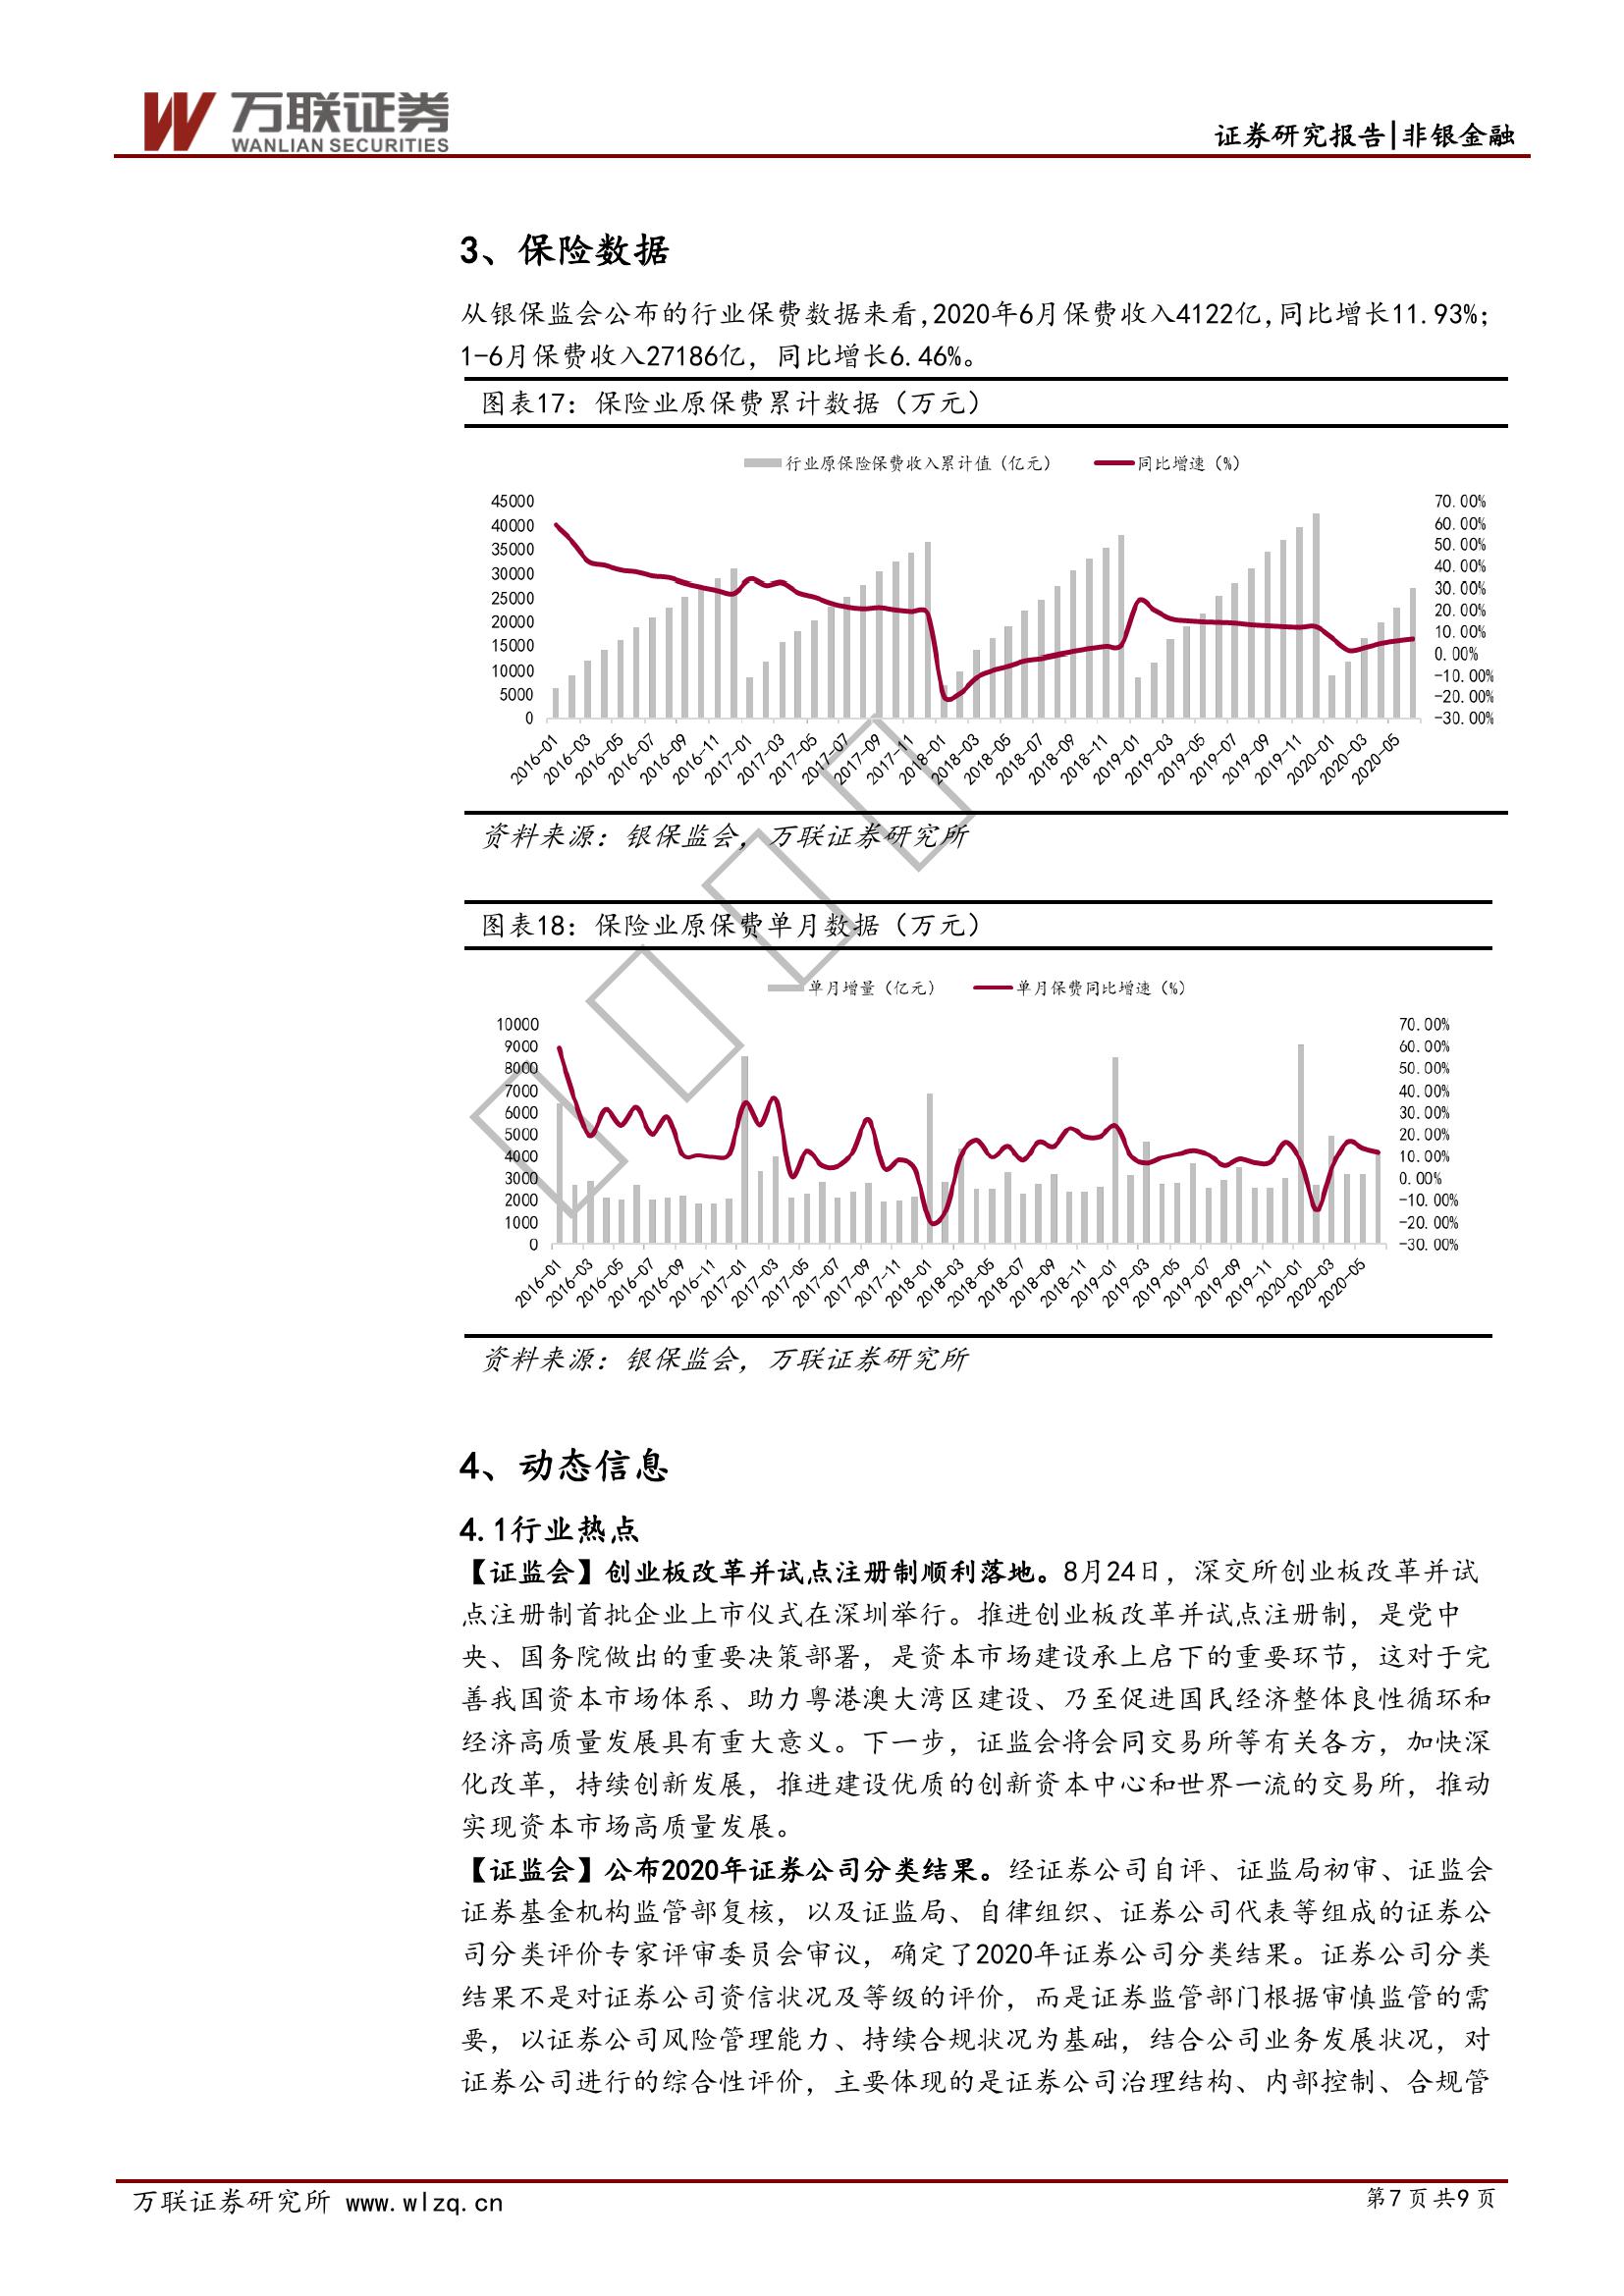 万联证券
WANLIAN SECURITIES
证券研究报告|非银金融
3、保险数据
从银保监会公布的行业保费数据来看,2020年6月保费收入4122亿,同比增长11.93%;
1-6月保费收入27186亿，同比增长6.46%。
图表17：保险业原保费累计数据（万元）
行业原保险保费收入累计值（亿元） 同比增速（%）
45000 70.00%
40000 60.00%
35000 50.00%
30000 40.00%
25000 30.00%
20000 20.00%
15000 10.00%
10000 0.00%
5000 -10.00%
0 -20.00%
-30.00%
2016-01 2016-03 2016-05 2016-07 2016-09 2016-11 2017-01 2017-03 2017-05 2017-07 2017-09 2017-11 2018-01 2018-03 2018-05 2018-07 2018-09 2018-11 2019-01 2019-03 2019-05 2019-07 2019-09 2019-11 2020-01 2020-03 2020-05
资料来源：银保监会，万联证券研究所
图表18：保险业原保费单月数据（万元）
单月增量（亿元） 单月保费同比增速（%）
10000 70.00%
9000 60.00%
8000 50.00%
7000 40.00%
6000 30.00%
5000 20.00%
4000 10.00%
3000 0.00%
2000 -10.00%
1000 -20.00%
0 -30.00%
2016-01 2016-03 2016-05 2016-07 2016-09 2016-11 2017-01 2017-03 2017-05 2017-07 2017-09 2017-11 2018-01 2018-03 2018-05 2018-07 2018-09 2018-11 2019-01 2019-03 2019-05 2019-07 2019-09 2019-11 2020-01 2020-03 2020-05
资料来源：银保监会，万联证券研究所
4、动态信息
4.1行业热点
【证监会】创业板改革并试点注册制顺利落地。8月24日，深交所创业板改革并试
点注册制首批企业上市仪式在深圳举行。推进创业板改革并试点注册制，是党中
央、国务院做出的重要决策部署，是资本市场建设承上启下的重要环节，这对于完
善我国资本市场体系、助力粤港澳大湾区建设、乃至促进国民经济整体良性循环和
经济高质量发展具有重大意义。下一步，证监会将会同交易所等有关各方，加快深
化改革，持续创新发展，推进建设优质的创新资本中心和世界一流的交易所，推动
实现资本市场高质量发展。
【证监会】公布2020年证券公司分类结果。经证券公司自评、证监局初审、证监会
证券基金机构监管部复核，以及证监局、自律组织、证券公司代表等组成的证券公
司分类评价专家评审委员会审议，确定了2020年证券公司分类结果。证券公司分类
结果不是对证券公司资信状况及等级的评价，而是证券监管部门根据审慎监管的需
要，以证券公司风险管理能力、持续合规状况为基础，结合公司业务发展状况，对
证券公司进行的综合性评价，主要体现的是证券公司治理结构、内部控制、合规管
万联证券研究所 www.wlzq.cn
第7页共9页